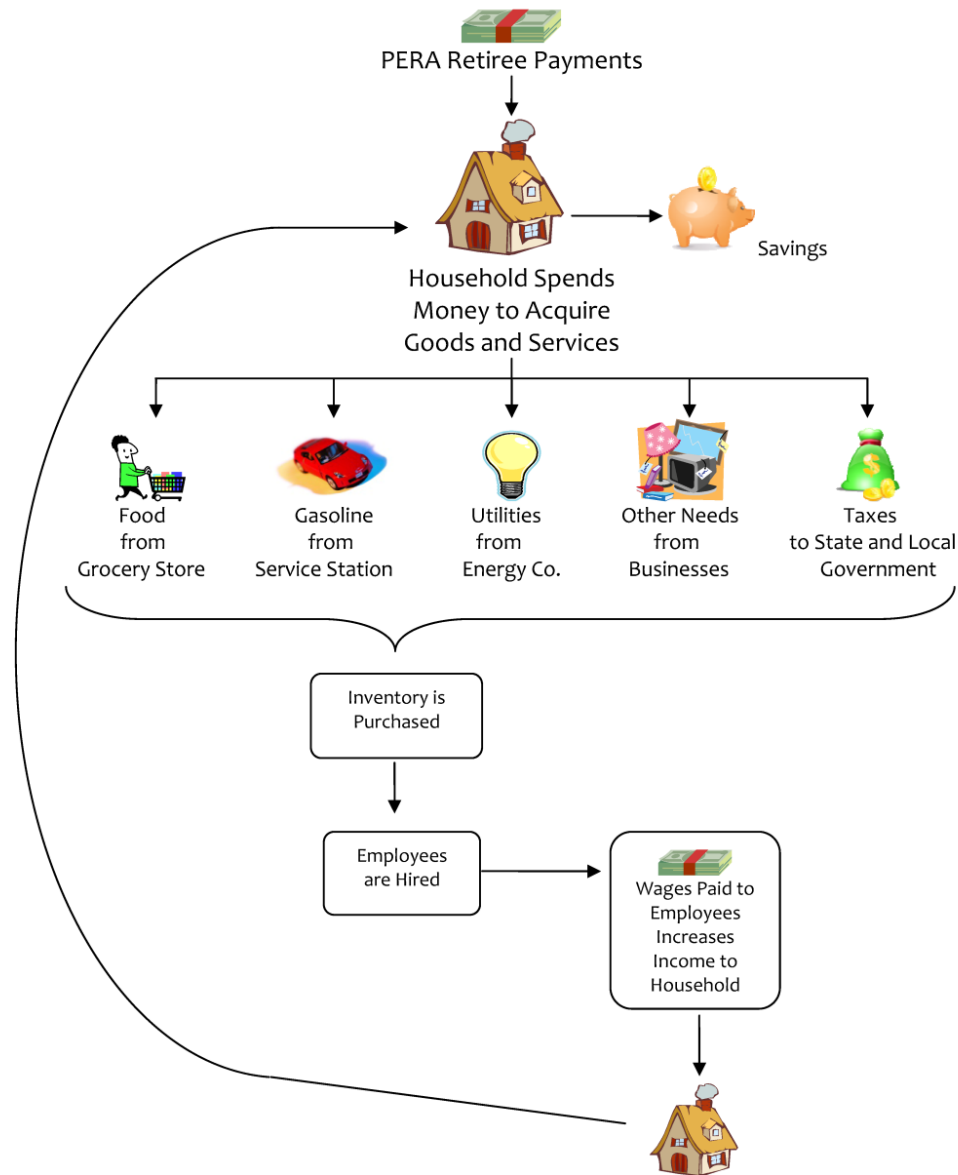 PERA Retiree Payments
Savings
Household Spends
Money to Acquire
Goods and Services
Food
from
Grocery Store
Gasoline
from
Service Station
Utilities
from
Energy Co.
Other Needs
from
Businesses
Taxes
to State and Local
Government
Inventory is
Purchased
Employees
are Hired
Wages Paid to
Employees
Increases
Income to
Household